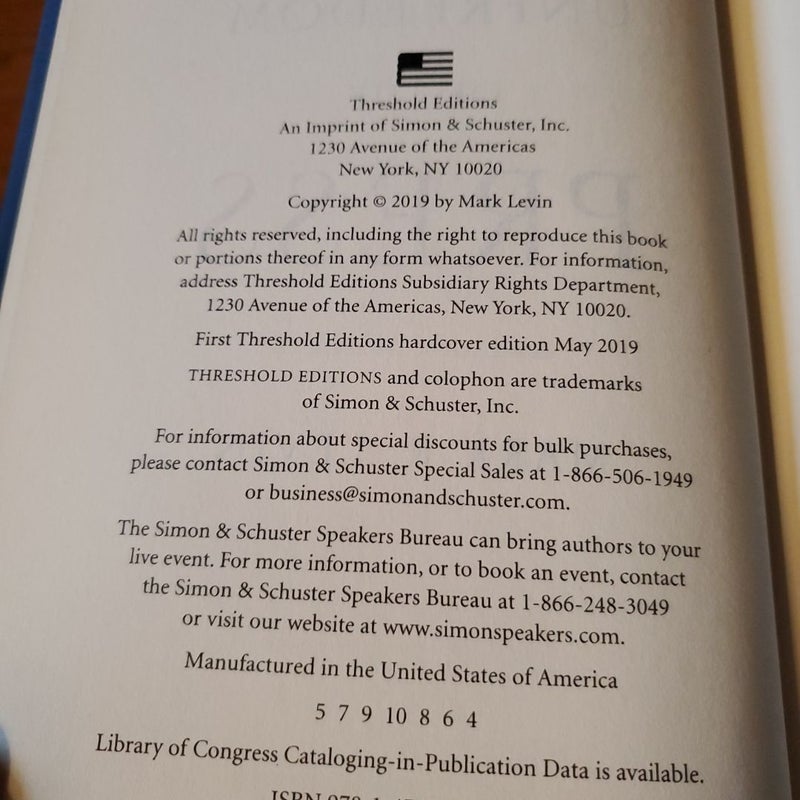 Threshold Editions
An Imprint of Simon & Schuster, Inc.
1230 Avenue of the Americas
New York, NY 10020
Copyright © 2019 by Mark Levin
All rights reserved, including the right to reproduce this book
or portions thereof in any form whatsoever. For information,
address Threshold Editions Subsidiary Rights Department,
1230 Avenue of the Americas, New York, NY 10020.
First Threshold Editions hardcover edition May 2019
THRESHOLD EDITIONS and colophon are trademarks
of Simon & Schuster, Inc.
For information about special discounts for bulk purchases,
please contact Simon & Schuster Special Sales at 1-866-506-1949
or business@simonandschuster.com.
The Simon & Schuster Speakers Bureau can bring authors to your
live event. For more information, or to book an event, contact
the Simon & Schuster Speakers Bureau at 1-866-248-3049
or visit our website at www.simonspeakers.com.
Manufactured in the United States of America
5 7 9 10 8 6 4
Library of Congress Cataloging-in-Publication Data is available.
ISBN